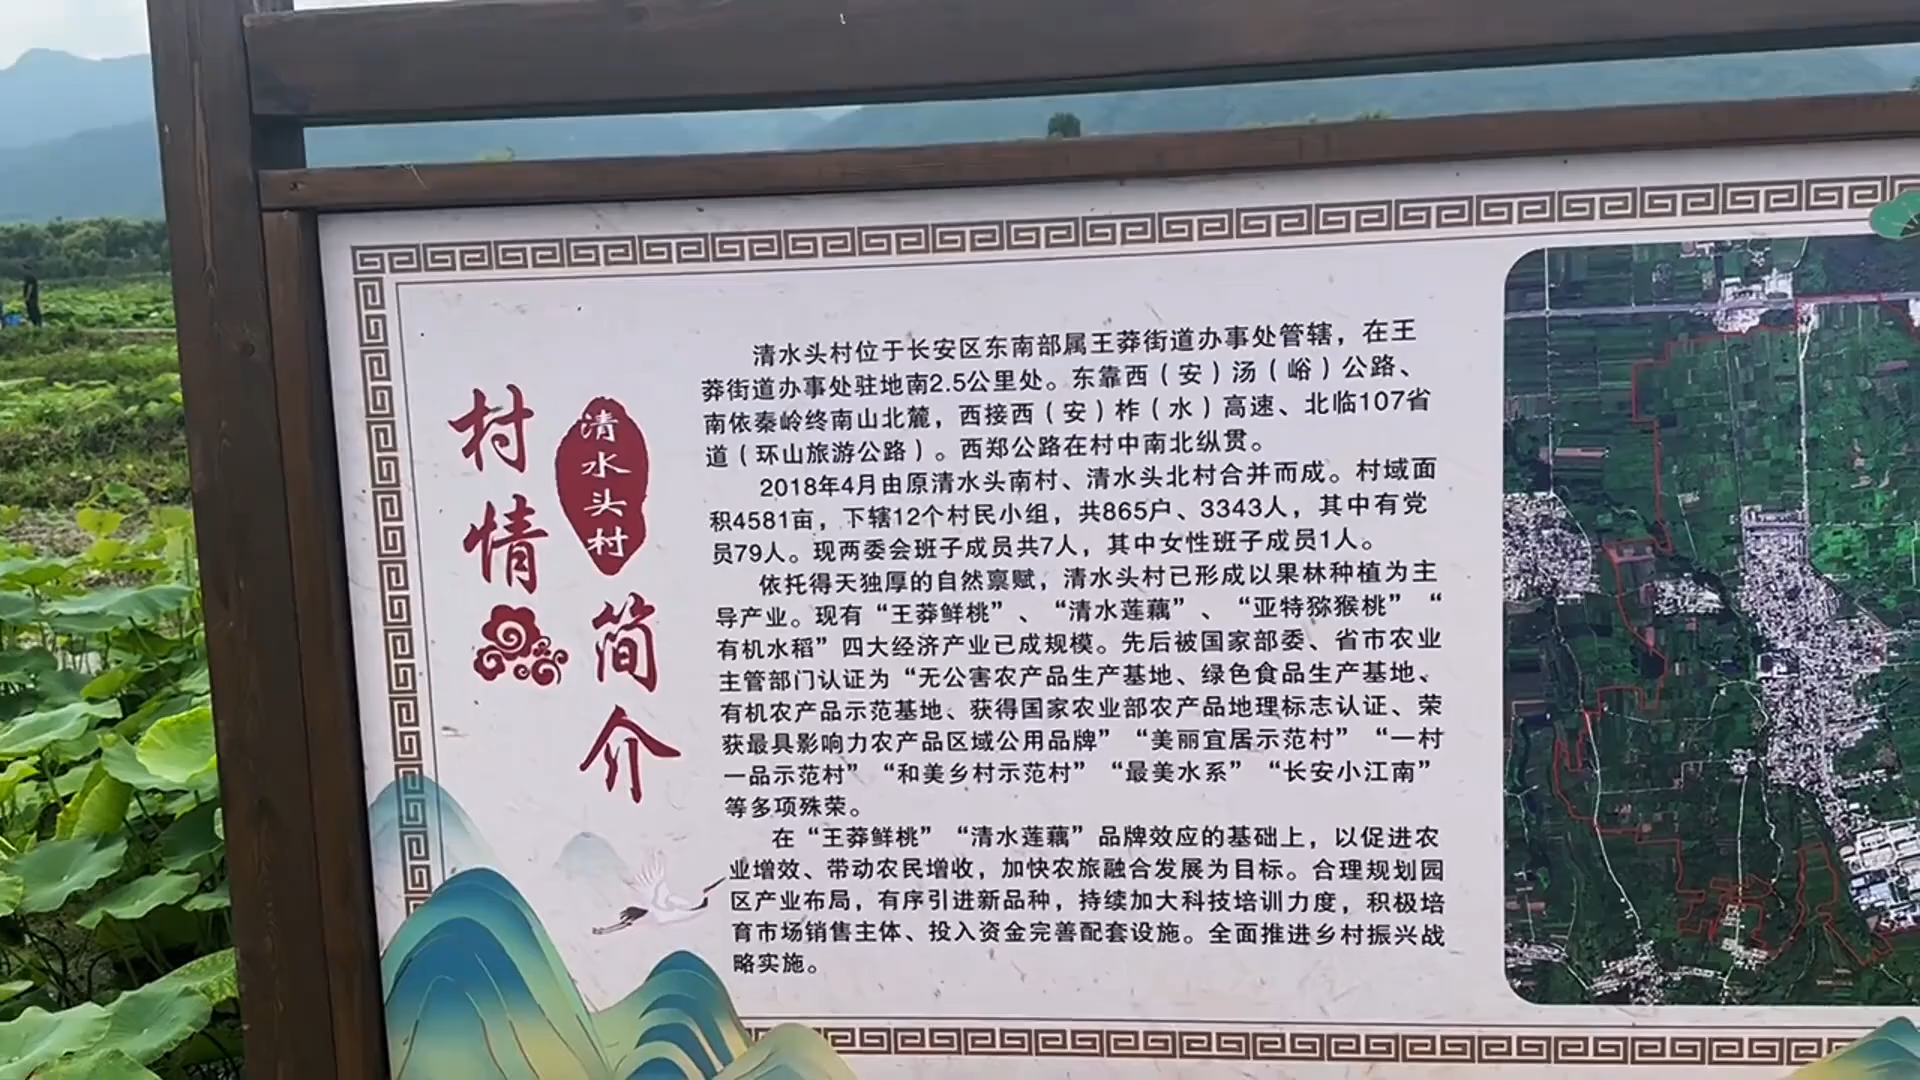 村情
清水头村
简介
清水头村位于长安区东南部属王莽街道办事处管辖，在王
莽街道办事处驻地南2.5公里处。东靠西（安）汤（峪）公路、
南依秦岭终南山北麓，西接西（安）柞（水）高速、北临107省
道（环山旅游公路）。西郑公路在村中南北纵贯。
2018年4月由原清水头南村、清水头北村合并而成。村域面
积4581亩，下辖12个村民小组，共865户、3343人，其中有党
员79人。现两委会班子成员共7人，其中女性班子成员1人。
依托得天独厚的自然禀赋，清水头村已形成以果林种植为主
导产业。现有“王莽鲜桃”、“清水莲藕”、“亚特猕猴桃”“
有机水稻”四大经济产业已成规模。先后被国家部委、省市农业
主管部门认证为“无公害农产品生产基地、绿色食品生产基地、
有机农产品示范基地、获得国家农业部农产品地理标志认证、荣
获最具影响力农产品区域公用品牌”“美丽宜居示范村”“一村
一品示范村”“和美乡村示范村”“最美水系”“长安小江南”
等多项殊荣。
在“王莽鲜桃”“清水莲藕”品牌效应的基础上，以促进农
业增效、带动农民增收，加快农旅融合发展为目标。合理规划园
区产业布局，有序引进新品种，持续加大科技培训力度，积极培
育市场销售主体、投入资金完善配套设施。全面推进乡村振兴战
略实施。